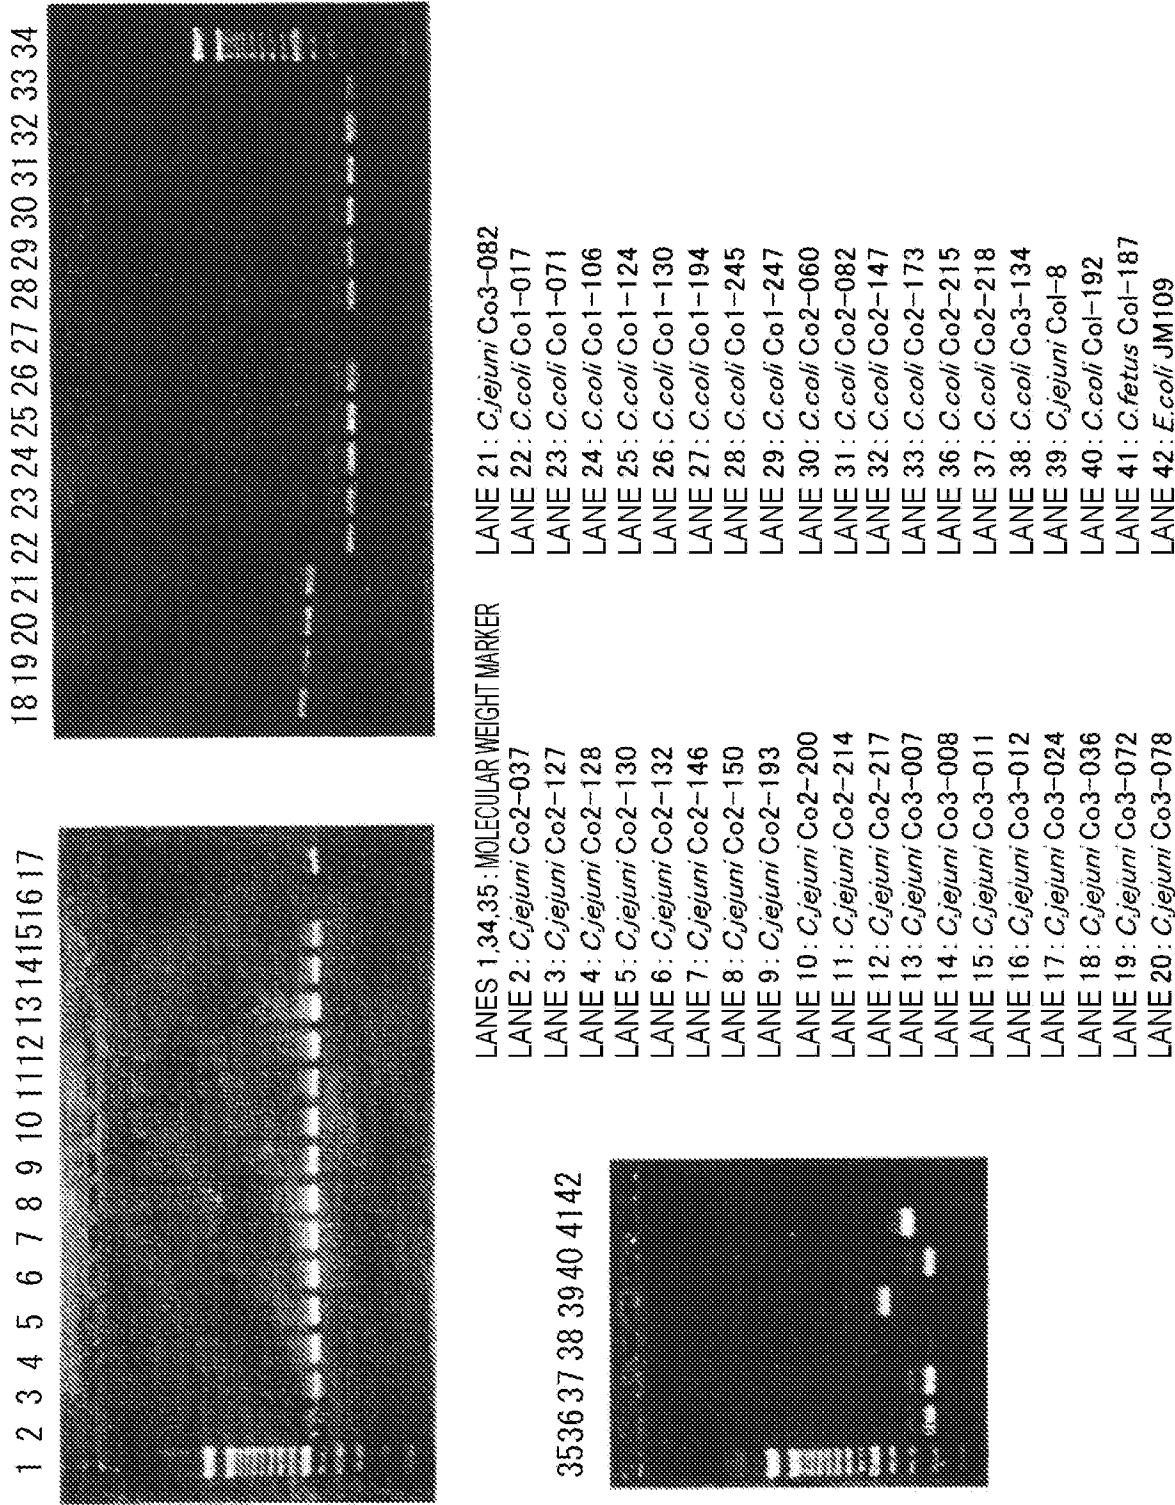 1 2 3 4 5 6 7 8 9 10 11 12 13 14 15 16 17
18 19 20 21 22 23 24 25 26 27 28 29 30 31 32 33 34
35 36 37 38 39 40 41 42
LANES 1,34,35 : MOLECULAR WEIGHT MARKER
LANE 2 : C.jejuni Co2-037
LANE 3 : C.jejuni Co2-127
LANE 4 : C.jejuni Co2-128
LANE 5 : C.jejuni Co2-130
LANE 6 : C.jejuni Co2-132
LANE 7 : C.jejuni Co2-146
LANE 8 : C.jejuni Co2-150
LANE 9 : C.jejuni Co2-193
LANE 10 : C.jejuni Co2-200
LANE 11 : C.jejuni Co2-214
LANE 12 : C.jejuni Co2-217
LANE 13 : C.jejuni Co3-007
LANE 14 : C.jejuni Co3-008
LANE 15 : C.jejuni Co3-011
LANE 16 : C.jejuni Co3-012
LANE 17 : C.jejuni Co3-024
LANE 18 : C.jejuni Co3-036
LANE 19 : C.jejuni Co3-072
LANE 20 : C.jejuni Co3-078
LANE 21 : C.jejuni Co3-082
LANE 22 : C.coli Co1-017
LANE 23 : C.coli Co1-071
LANE 24 : C.coli Co1-106
LANE 25 : C.coli Co1-124
LANE 26 : C.coli Co1-130
LANE 27 : C.coli Co1-194
LANE 28 : C.coli Co1-245
LANE 29 : C.coli Co1-247
LANE 30 : C.coli Co2-060
LANE 31 : C.coli Co2-082
LANE 32 : C.coli Co2-147
LANE 33 : C.coli Co2-173
LANE 36 : C.coli Co2-215
LANE 37 : C.coli Co2-218
LANE 38 : C.coli Co3-134
LANE 39 : C.jejuni Col-8
LANE 40 : C.coli Col-192
LANE 41 : C.fetus Col-187
LANE 42 : E.coli JM109